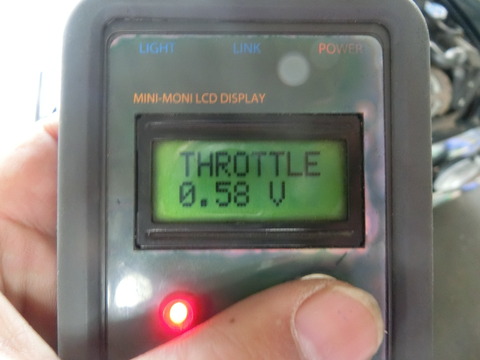 LIGHT LINK POWER
MINI-MONI LCD DISPLAY
THROTTLE
0.58 V